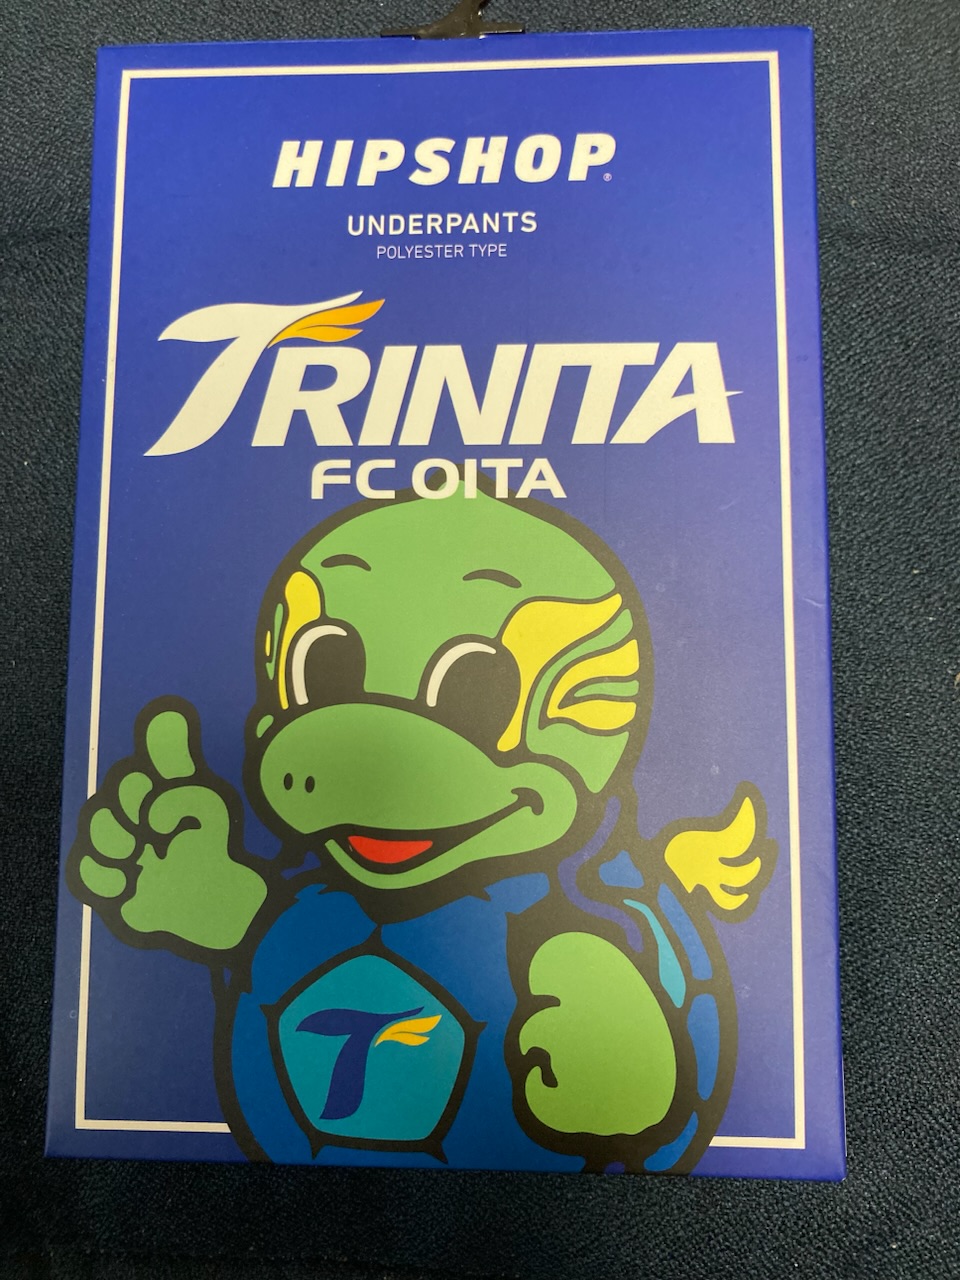 HIPSHOP®
UNDERPANTS
POLYESTER TYPE
TRINITA
FC OITA
T